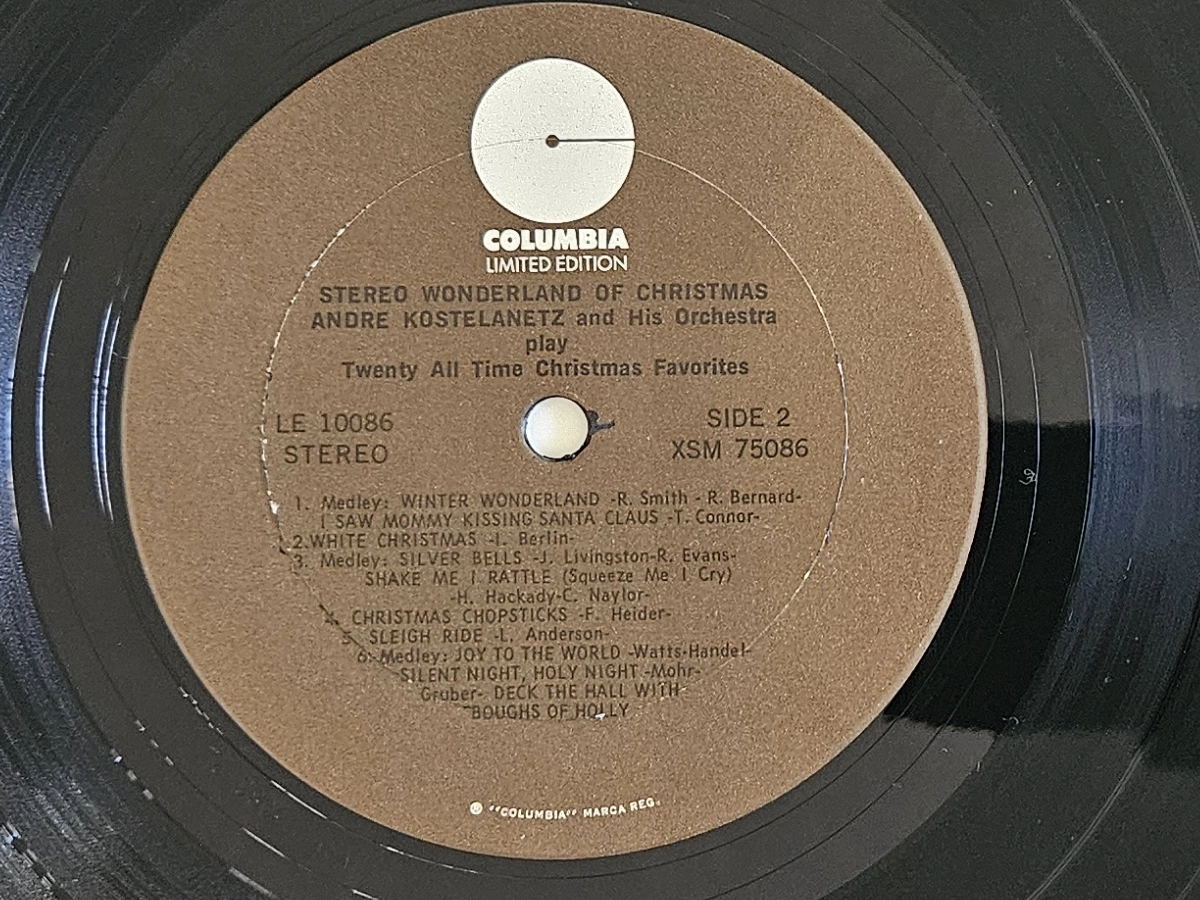 COLUMBIA
LIMITED EDITION
STEREO WONDERLAND OF CHRISTMAS
ANDRE KOSTELANETZ and His Orchestra
play
Twenty All Time Christmas Favorites
LE 10086
STEREO
SIDE 2
XSM 75086
1. Medley: WINTER WONDERLAND -R. Smith - R. Bernard-
I SAW MOMMY KISSING SANTA CLAUS -T. Connor-
2. WHITE CHRISTMAS -I. Berlin-
3. Medley: SILVER BELLS -J. Livingston-R. Evans-
SHAKE ME I RATTLE (Squeeze Me I Cry)
-H. Hackady-C. Naylor-
4. CHRISTMAS CHOPSTICKS -F. Heider-
5. SLEIGH RIDE -L. Anderson-
6. Medley: JOY TO THE WORLD -Watts-Handel-
SILENT NIGHT, HOLY NIGHT -Mohr-
Gruber- DECK THE HALL WITH
BOUGHS OF HOLLY
® "COLUMBIA" MARCA REG.